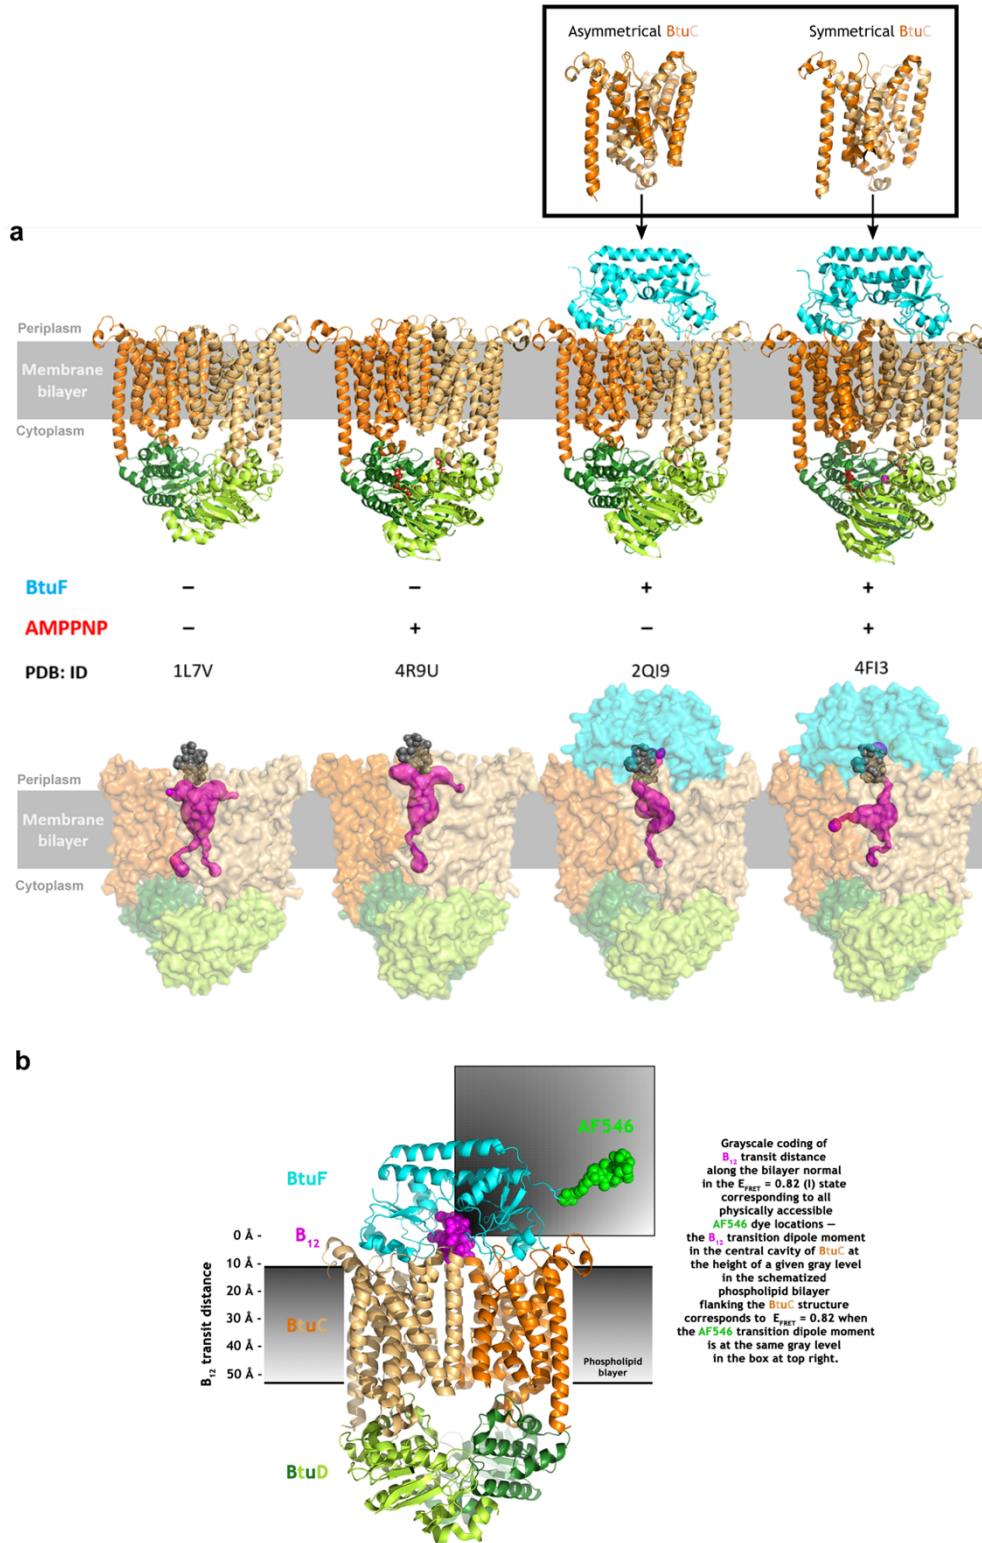 Asymmetrical BtuC
Symmetrical BtuC
a
Periplasm
Membrane
bilayer
Cytoplasm
BtuF
–
–
+
+
AMPPNP
–
+
–
+
PDB: ID
1L7V
4R9U
2QI9
4FI3
Periplasm
Membrane
bilayer
Cytoplasm
b
AF546
BtuF
B12
0 Å -
10 Å -
20 Å -
30 Å -
40 Å -
50 Å -
B12 transit distance
BtuC
Phospholipid
bilayer
BtuD
Grayscale coding of
B12 transit distance
along the bilayer normal
in the EFRET = 0.82 (I) state
corresponding to all
physically accessible
AF546 dye locations —
the B12 transition dipole moment
in the central cavity of BtuC at
the height of a given gray level
in the schematized
phospholipid bilayer
flanking the BtuC structure
corresponds to EFRET = 0.82 when
the AF546 transition dipole moment
is at the same gray level
in the box at top right.